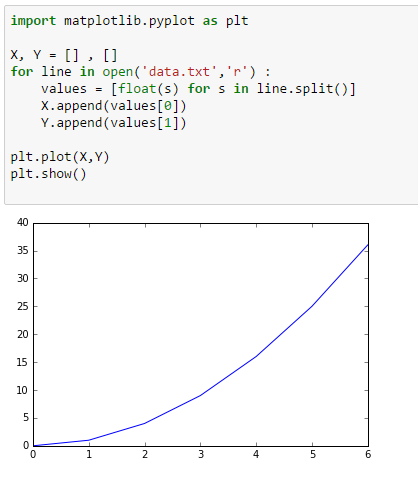 import matplotlib.pyplot as plt
X, Y = [] , []
for line in open('data.txt','r') :
    values = [float(s) for s in line.split()]
    X.append(values[0])
    Y.append(values[1])
plt.plot(X,Y)
plt.show()
40
35
30
25
20
15
10
5
0
0 1 2 3 4 5 6